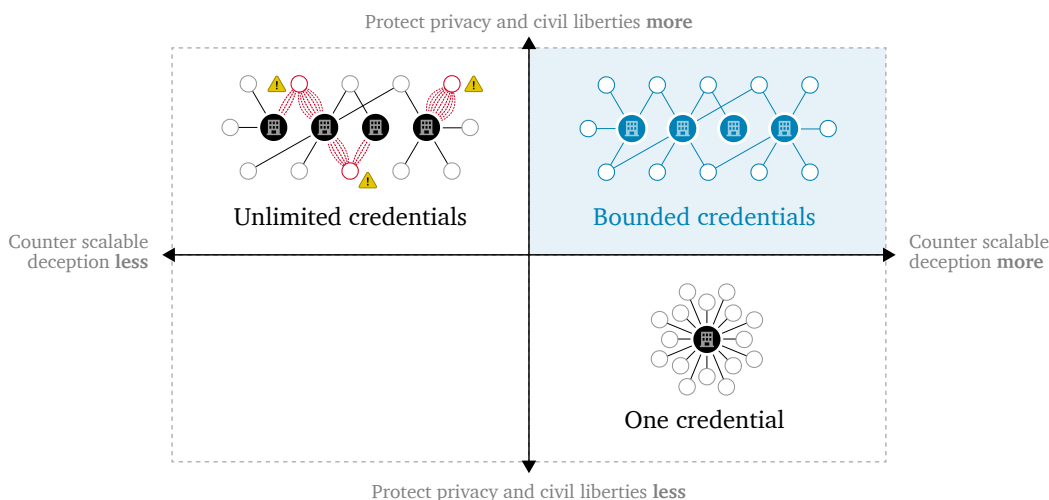 Protect privacy and civil liberties more
Unlimited credentials
Bounded credentials
Counter scalable
deception less
Counter scalable
deception more
One credential
Protect privacy and civil liberties less